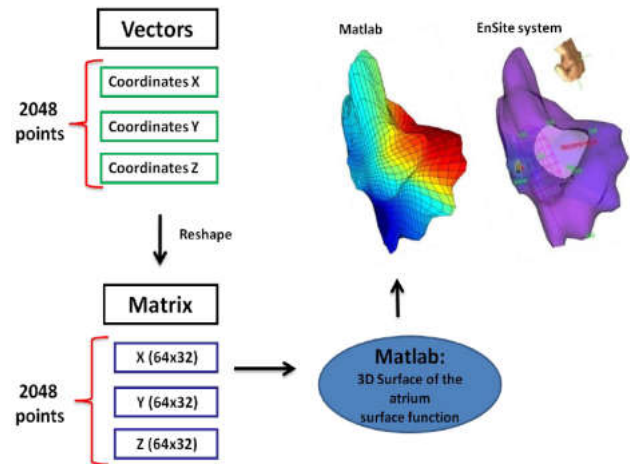 Vectors
2048
points
Coordinates X
Coordinates Y
Coordinates Z
Reshape
Matrix
2048
points
X (64x32)
Y (64x32)
Z (64x32)
Matlab:
3D Surface of the
atrium
surface function
Matlab
EnSite system